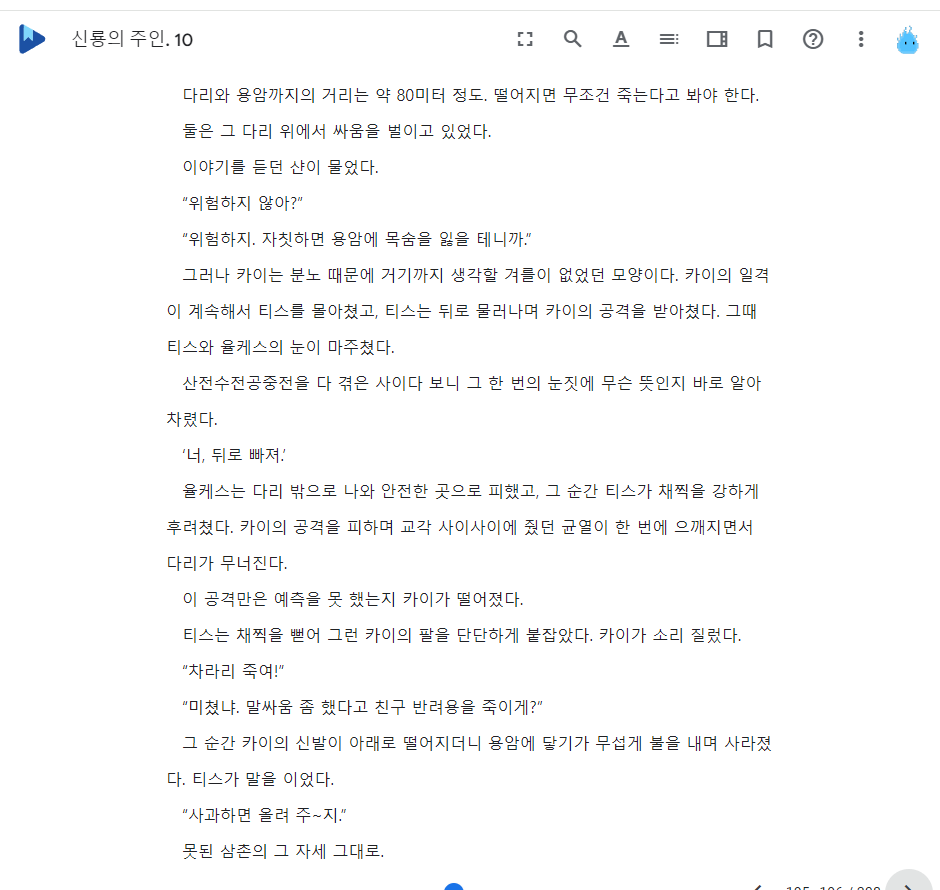 신룡의 주인. 10
다리와 용암까지의 거리는 약 80미터 정도. 떨어지면 무조건 죽는다고 봐야 한다.
둘은 그 다리 위에서 싸움을 벌이고 있었다.
이야기를 듣던 샨이 물었다.
“위험하지 않아?”
“위험하지. 자칫하면 용암에 목숨을 잃을 테니까.”
그러나 카이는 분노 때문에 거기까지 생각할 겨를이 없었던 모양이다. 카이의 일격
이 계속해서 티스를 몰아쳤고, 티스는 뒤로 물러나며 카이의 공격을 받아쳤다. 그때
티스와 율케스의 눈이 마주쳤다.
산전수전공중전을 다 겪은 사이다 보니 그 한 번의 눈짓에 무슨 뜻인지 바로 알아
차렸다.
‘너, 뒤로 빠져.’
율케스는 다리 밖으로 나와 안전한 곳으로 피했고, 그 순간 티스가 채찍을 강하게
후려쳤다. 카이의 공격을 피하며 교각 사이사이에 줬던 균열이 한 번에 으깨지면서
다리가 무너진다.
이 공격만은 예측을 못 했는지 카이가 떨어졌다.
티스는 채찍을 뻗어 그런 카이의 팔을 단단하게 붙잡았다. 카이가 소리 질렀다.
“차라리 죽여!”
“미쳤냐. 말싸움 좀 했다고 친구 반려용을 죽이게?”
그 순간 카이의 신발이 아래로 떨어지더니 용암에 닿기가 무섭게 불을 내며 사라졌
다. 티스가 말을 이었다.
“사과하면 올려 주~지.”
못된 삼촌의 그 자세 그대로.